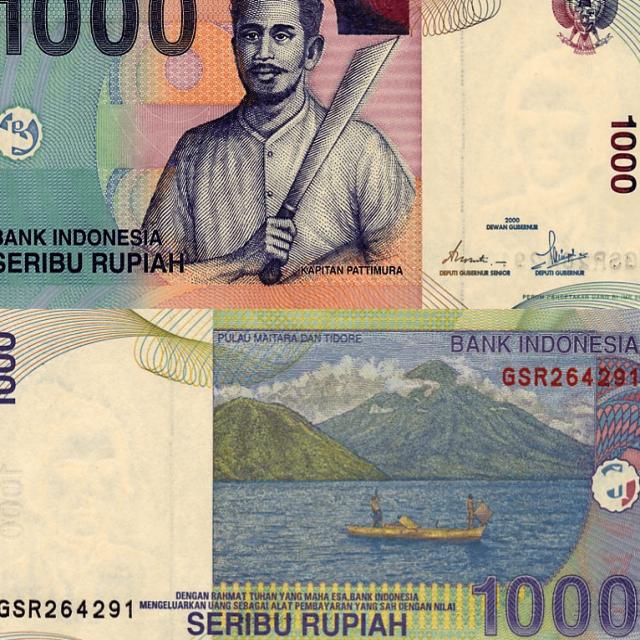 1000
BANK INDONESIA
SERIBU RUPIAH
KAPITAN PATTIMURA
1000
2000
DEWAN GUBERNUR
DEPUTI GUBERNUR SENIOR
DEPUTI GUBERNUR
1000
PULAU MAITARA DAN TIDORE
BANK INDONESIA
GSR264291
GSR264291
DENGAN RAHMAT TUHAN YANG MAHA ESA, BANK INDONESIA
MENGELUARKAN UANG SEBAGAI ALAT PEMBAYARAN YANG SAH DENGAN NILAI
SERIBU RUPIAH
1000